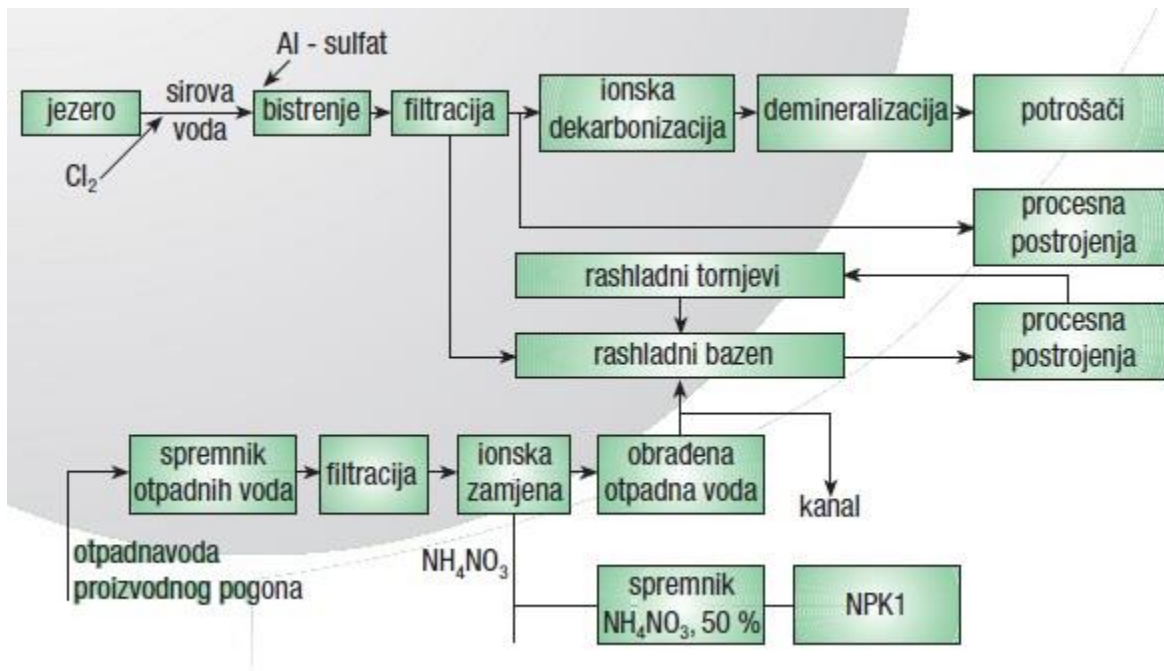 Al - sulfat
jezero
sirova
voda
Cl₂
bistrenje
filtracija
ionska
dekarbonizacija
demineralizacija
potrošači
procesna
postrojenja
rashladni tornjevi
rashladni bazen
procesna
postrojenja
spremnik
otpadnih voda
filtracija
ionska
zamjena
obrađena
otpadna voda
kanal
otpadnavoda
proizvodnog pogona
NH₄NO₃
spremnik
NH₄NO₃, 50 %
NPK1